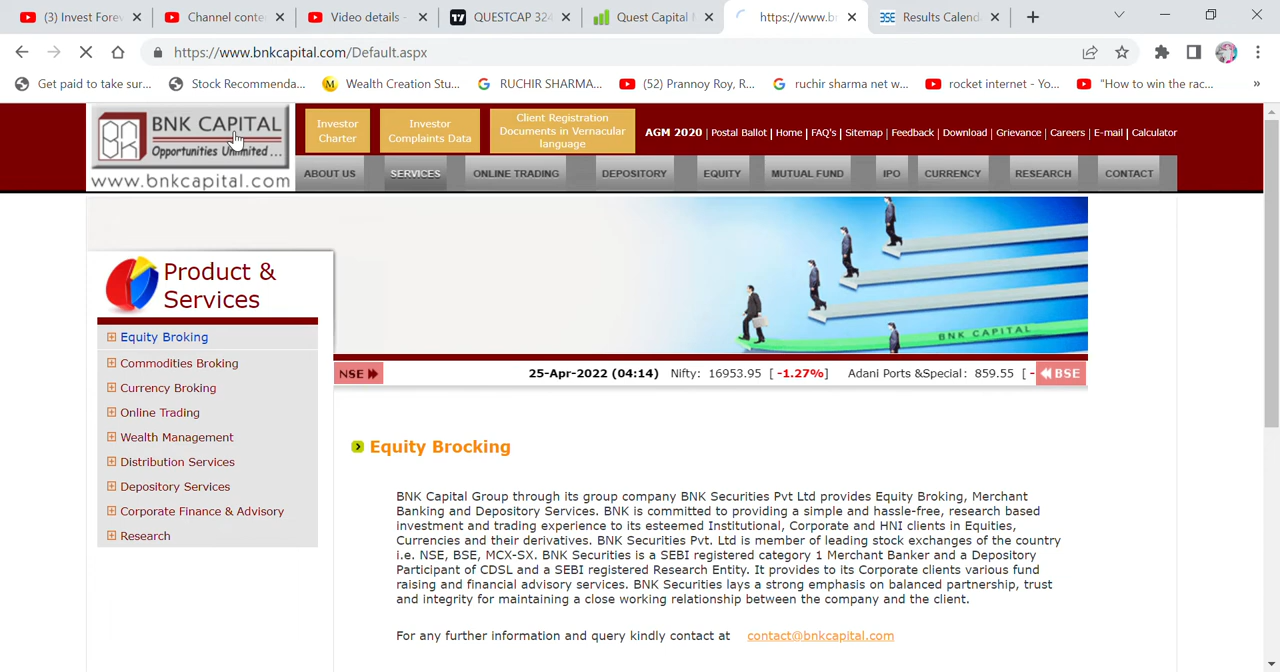 (3) Invest Forev
Channel conte
Video details -
QUESTCAP 324
Quest Capital M
https://www.b
Results Calend
https://www.bnkcapital.com/Default.aspx
Get paid to take sur...
Stock Recommenda...
Wealth Creation Stu...
RUCHIR SHARMA...
(52) Prannoy Roy, R...
ruchir sharma net w...
rocket internet - Yo...
"How to win the rac...
BNK CAPITAL
Opportunities Unlimited...
www.bnkcapital.com
Investor
Charter
Investor
Complaints Data
Client Registration
Documents in Vernacular
language
AGM 2020 | Postal Ballot | Home | FAQ's | Sitemap | Feedback | Download | Grievance | Careers | E-mail | Calculator
ABOUT US SERVICES ONLINE TRADING DEPOSITORY EQUITY MUTUAL FUND IPO CURRENCY RESEARCH CONTACT
BNK CAPITAL
Product &
Services
Equity Broking
Commodities Broking
Currency Broking
Online Trading
Wealth Management
Distribution Services
Depository Services
Corporate Finance & Advisory
Research
NSE 25-Apr-2022 (04:14) Nifty: 16953.95 [ -1.27%] Adani Ports &Special: 859.55 [ - BSE
Equity Brocking
BNK Capital Group through its group company BNK Securities Pvt Ltd provides Equity Broking, Merchant
Banking and Depository Services. BNK is committed to providing a simple and hassle-free, research based
investment and trading experience to its esteemed Institutional, Corporate and HNI clients in Equities,
Currencies and their derivatives. BNK Securities Pvt. Ltd is member of leading stock exchanges of the country
i.e. NSE, BSE, MCX-SX. BNK Securities is a SEBI registered category 1 Merchant Banker and a Depository
Participant of CDSL and a SEBI registered Research Entity. It provides to its Corporate clients various fund
raising and financial advisory services. BNK Securities lays a strong emphasis on balanced partnership, trust
and integrity for maintaining a close working relationship between the company and the client.
For any further information and query kindly contact at contact@bnkcapital.com